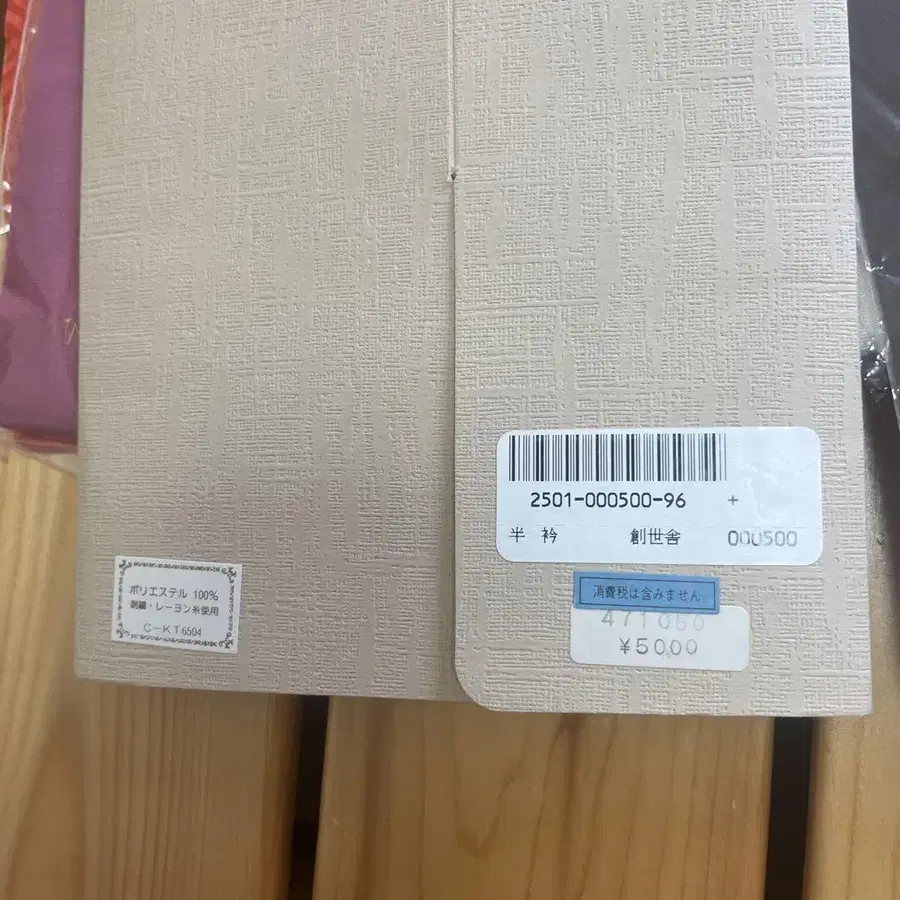 2501-000500-96 +
半 衿 創世舎 000500
消費税は含みません。
471050
¥5000
ポリエステル 100%
刺繍・レーヨン糸使用
C-KT6504